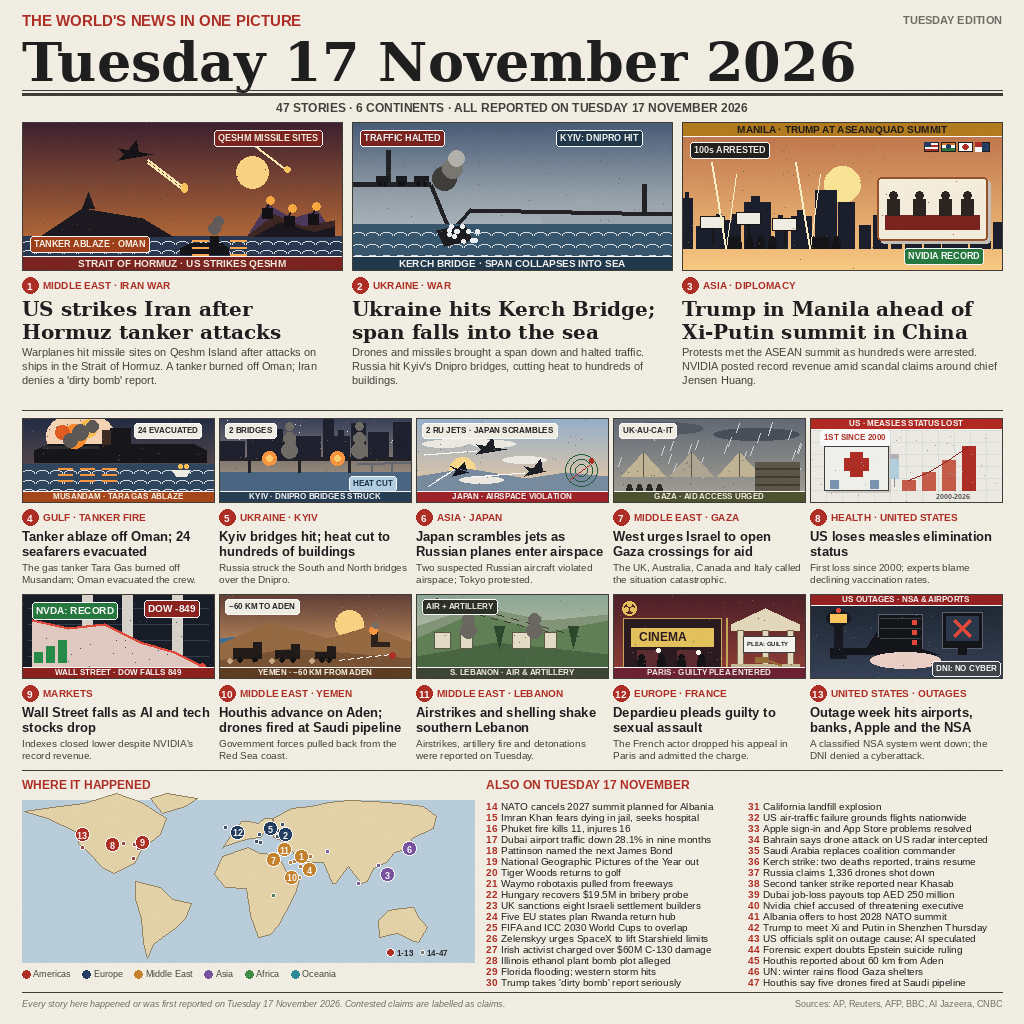 THE WORLD'S NEWS IN ONE PICTURE
TUESDAY EDITION
Tuesday 17 November 2026
47 STORIES · 6 CONTINENTS · ALL REPORTED ON TUESDAY 17 NOVEMBER 2026
QESHM MISSILE SITES
TANKER ABLAZE · OMAN
STRAIT OF HORMUZ · US STRIKES QESHM
TRAFFIC HALTED
KYIV: DNIPRO HIT
KERCH BRIDGE · SPAN COLLAPSES INTO SEA
MANILA · TRUMP AT ASEAN/QUAD SUMMIT
100s ARRESTED
NVIDIA RECORD
1 MIDDLE EAST · IRAN WAR
US strikes Iran after
Hormuz tanker attacks
Warplanes hit missile sites on Qeshm Island after attacks on
ships in the Strait of Hormuz. A tanker burned off Oman; Iran
denies a 'dirty bomb' report.
2 UKRAINE · WAR
Ukraine hits Kerch Bridge;
span falls into the sea
Drones and missiles brought a span down and halted traffic.
Russia hit Kyiv's Dnipro bridges, cutting heat to hundreds of
buildings.
3 ASIA · DIPLOMACY
Trump in Manila ahead of
Xi-Putin summit in China
Protests met the ASEAN summit as hundreds were arrested.
NVIDIA posted record revenue amid scandal claims around chief
Jensen Huang.
24 EVACUATED
MUSANDAM · TARA GAS ABLAZE
2 BRIDGES
HEAT CUT
KYIV · DNIPRO BRIDGES STRUCK
2 RU JETS · JAPAN SCRAMBLES
JAPAN · AIRSPACE VIOLATION
UK·AU·CA·IT
GAZA · AID ACCESS URGED
US · MEASLES STATUS LOST
1ST SINCE 2000
2000-2026
4 GULF · TANKER FIRE
Tanker ablaze off Oman; 24
seafarers evacuated
The gas tanker Tara Gas burned off
Musandam; Oman evacuated the crew.
5 UKRAINE · KYIV
Kyiv bridges hit; heat cut to
hundreds of buildings
Russia struck the South and North bridges
over the Dnipro.
6 ASIA · JAPAN
Japan scrambles jets as
Russian planes enter airspace
Two suspected Russian aircraft violated
airspace; Tokyo protested.
7 MIDDLE EAST · GAZA
West urges Israel to open
Gaza crossings for aid
The UK, Australia, Canada and Italy called
the situation catastrophic.
8 HEALTH · UNITED STATES
US loses measles elimination
status
First loss since 2000; experts blame
declining vaccination rates.
NVDA: RECORD
DOW -849
WALL STREET · DOW FALLS 849
~60 KM TO ADEN
YEMEN · ~60 KM FROM ADEN
AIR + ARTILLERY
S. LEBANON · AIR & ARTILLERY
CINEMA
PLEA: GUILTY
PARIS · GUILTY PLEA ENTERED
US OUTAGES · NSA & AIRPORTS
DNI: NO CYBER
9 MARKETS
Wall Street falls as AI and tech
stocks drop
Indexes closed lower despite NVIDIA's
record revenue.
10 MIDDLE EAST · YEMEN
Houthis advance on Aden;
drones fired at Saudi pipeline
Government forces pulled back from the
Red Sea coast.
11 MIDDLE EAST · LEBANON
Airstrikes and shelling shake
southern Lebanon
Airstrikes, artillery fire and detonations
were reported on Tuesday.
12 EUROPE · FRANCE
Depardieu pleads guilty to
sexual assault
The French actor dropped his appeal in
Paris and admitted the charge.
13 UNITED STATES · OUTAGES
Outage week hits airports,
banks, Apple and the NSA
A classified NSA system went down; the
DNI denied a cyberattack.
WHERE IT HAPPENED
13
8
9
12
5
2
11
7
1
4
10
6
3
1-13
14-47
Americas
Europe
Middle East
Asia
Africa
Oceania
ALSO ON TUESDAY 17 NOVEMBER
14 NATO cancels 2027 summit planned for Albania
15 Imran Khan fears dying in jail, seeks hospital
16 Phuket fire kills 11, injures 16
17 Dubai airport traffic down 28.1% in nine months
18 Pattinson named the next James Bond
19 National Geographic Pictures of the Year out
20 Tiger Woods returns to golf
21 Waymo robotaxis pulled from freeways
22 Hungary recovers $19.5M in bribery probe
23 UK sanctions eight Israeli settlement builders
24 Five EU states plan Rwanda return hub
25 FIFA and ICC 2030 World Cups to overlap
26 Zelenskyy urges SpaceX to lift Starshield limits
27 Irish activist charged over $60M C-130 damage
28 Illinois ethanol plant bomb plot alleged
29 Florida flooding; western storm hits
30 Trump takes 'dirty bomb' report seriously
31 California landfill explosion
32 US air-traffic failure grounds flights nationwide
33 Apple sign-in and App Store problems resolved
34 Bahrain says drone attack on US radar intercepted
35 Saudi Arabia replaces coalition commander
36 Kerch strike: two deaths reported, trains resume
37 Russia claims 1,336 drones shot down
38 Second tanker strike reported near Khasab
39 Dubai job-loss payouts top AED 250 million
40 Nvidia chief accused of threatening executive
41 Albania offers to host 2028 NATO summit
42 Trump to meet Xi and Putin in Shenzhen Thursday
43 US officials split on outage cause; AI speculated
44 Forensic expert doubts Epstein suicide ruling
45 Houthis reported about 60 km from Aden
46 UN: winter rains flood Gaza shelters
47 Houthis say five drones fired at Saudi pipeline
Every story here happened or was first reported on Tuesday 17 November 2026. Contested claims are labelled as claims.
Sources: AP, Reuters, AFP, BBC, Al Jazeera, CNBC